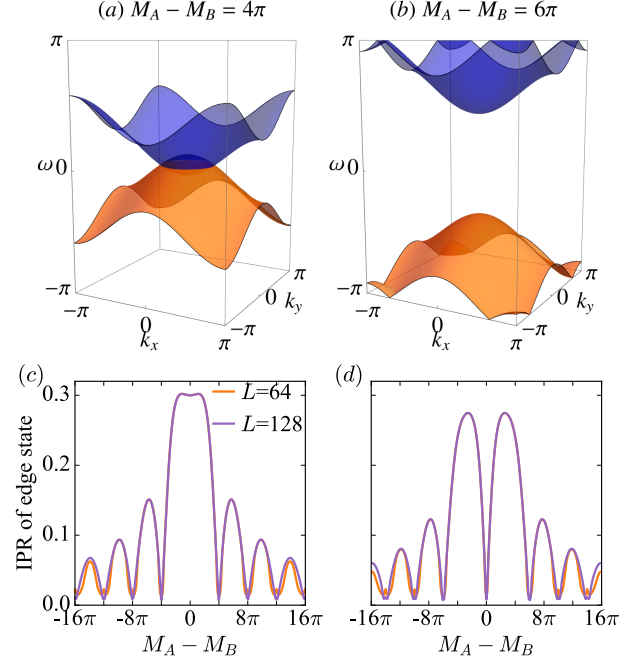 (a) M_A − M_B = 4π
(b) M_A − M_B = 6π
π
ω 0
−π
−π
0
k_x
π
−π
0
k_y
π
π
ω 0
−π
−π
0
k_x
π
−π
0
k_y
π
(c)
(d)
IPR of edge state
0.3
0.2
0.1
0.0
L=64
L=128
-16π -8π 0 8π 16π
M_A − M_B
-16π -8π 0 8π 16π
M_A − M_B